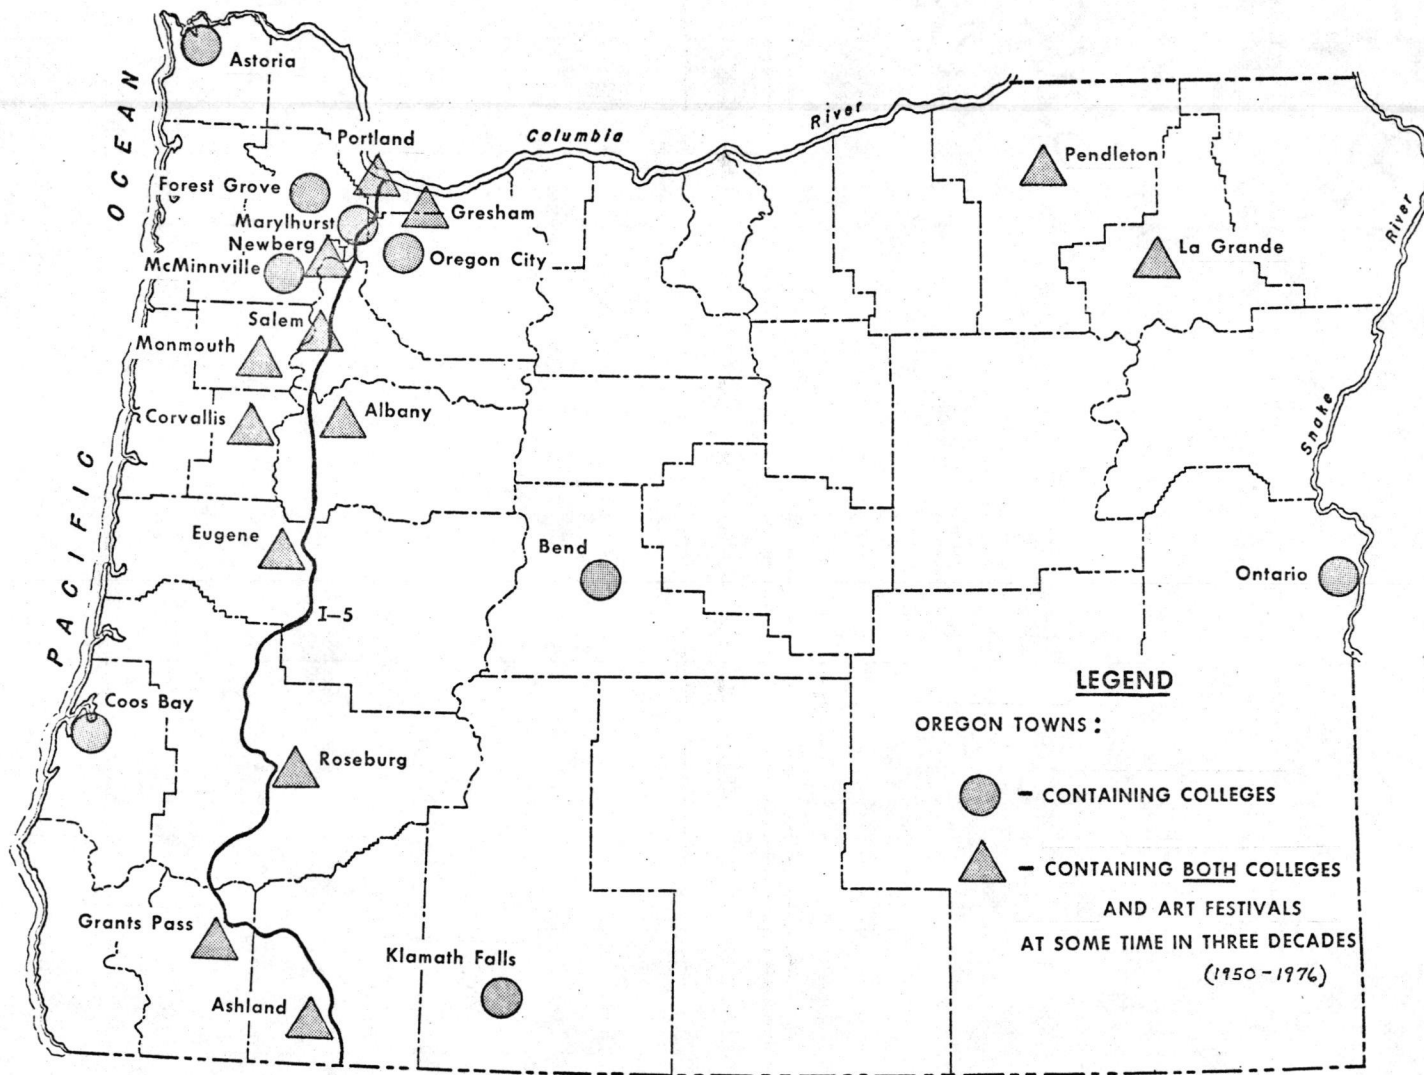 Astoria
OCEAN
Portland
Columbia
River
Pendleton
Forest Grove
Marylhurst
Gresham
Newberg
Oregon City
La Grande
River
McMinnville
Salem
Monmouth
Corvallis
Albany
Snake
PACIFIC
Eugene
Bend
Ontario
I-5
LEGEND
Coos Bay
OREGON TOWNS:
Roseburg
- CONTAINING COLLEGES
- CONTAINING BOTH COLLEGES
AND ART FESTIVALS
AT SOME TIME IN THREE DECADES
(1950-1976)
Grants Pass
Klamath Falls
Ashland